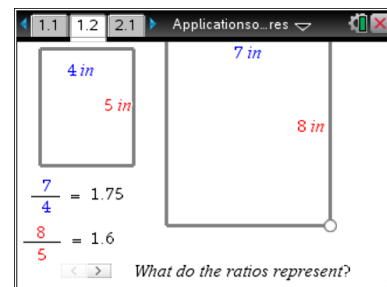 1.1 1.2 2.1 Applicationso...res
4 in 7 in
5 in 8 in
7/4 = 1.75
8/5 = 1.6
What do the ratios represent?